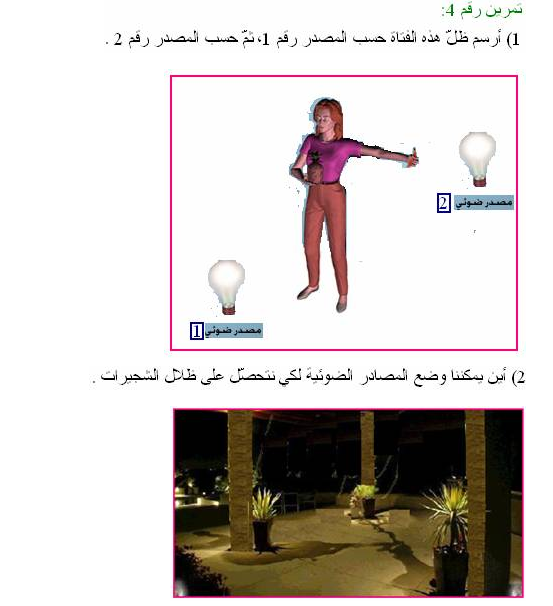 تمرين رقم 4:
1) أرسم ظلّ هذه الفتاة حسب المصدر رقم 1، ثمّ حسب المصدر رقم 2 .
مصدر ضوئي 2
مصدر ضوئي 1
2) أين يمكننا وضع المصادر الضوئية لكي نتحصّل على ظلال الشجيرات .